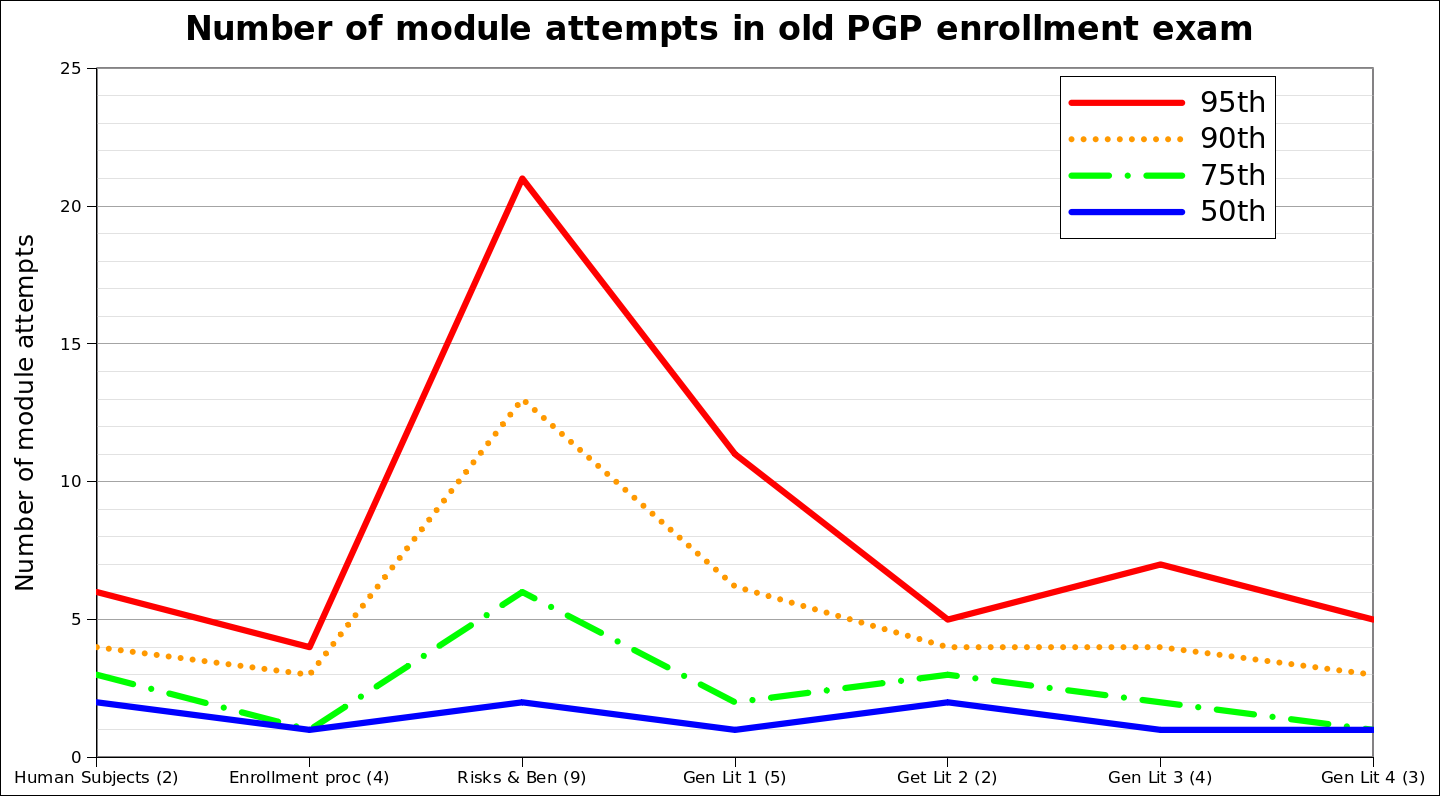 Number of module attempts in old PGP enrollment exam
25
20
15
10
5
0
Number of module attempts
95th
90th
75th
50th
Human Subjects (2)
Enrollment proc (4)
Risks & Ben (9)
Gen Lit 1 (5)
Get Lit 2 (2)
Gen Lit 3 (4)
Gen Lit 4 (3)